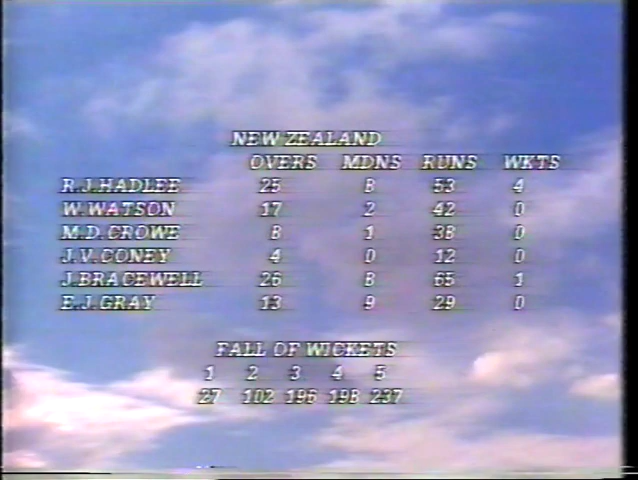 NEW ZEALAND
OVERS MDNS RUNS WKTS
R.J.HADLEE 25 8 53 4
W.WATSON 17 2 42 0
M.D.CROWE 8 1 38 0
J.V.CONEY 4 0 12 0
J.BRACEWELL 26 8 65 1
E.J.GRAY 13 9 29 0
FALL OF WICKETS
1 2 3 4 5
27 102 196 198 237